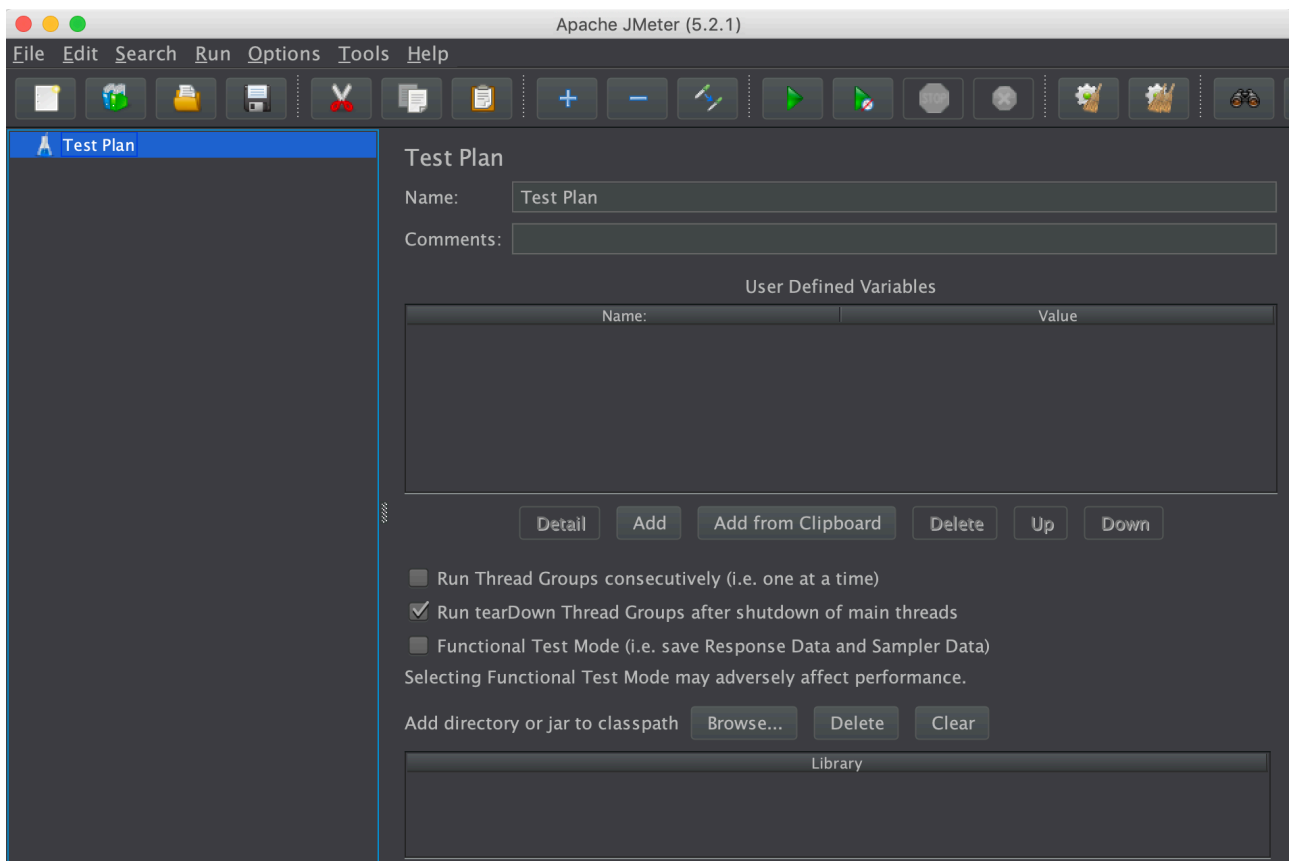 Apache JMeter (5.2.1)
File Edit Search Run Options Tools Help
STOP
Test Plan
Test Plan
Name: Test Plan
Comments:
User Defined Variables
Name: Value
Detail Add Add from Clipboard Delete Up Down
Run Thread Groups consecutively (i.e. one at a time)
Run tearDown Thread Groups after shutdown of main threads
Functional Test Mode (i.e. save Response Data and Sampler Data)
Selecting Functional Test Mode may adversely affect performance.
Add directory or jar to classpath Browse... Delete Clear
Library